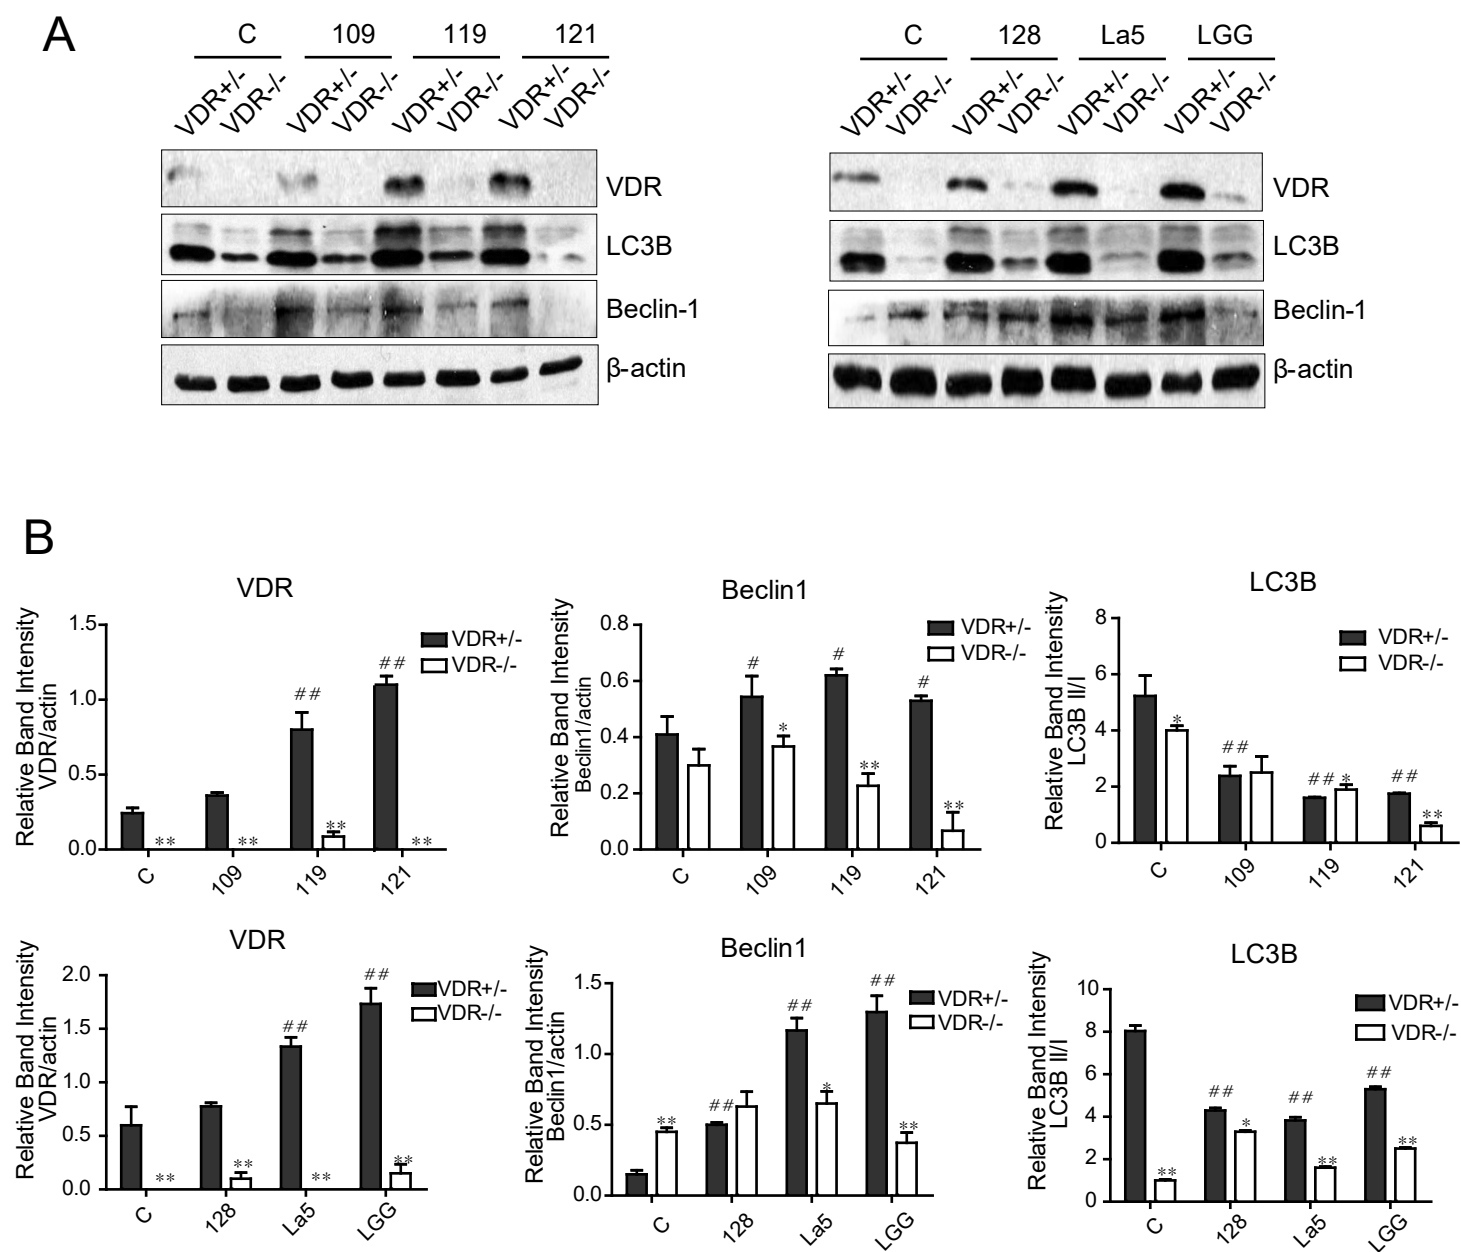 A
C 109 119 121
VDR+/- VDR-/- VDR+/- VDR-/- VDR+/- VDR-/- VDR+/- VDR-/-
VDR
LC3B
Beclin-1
β-actin
C 128 La5 LGG
VDR+/- VDR-/- VDR+/- VDR-/- VDR+/- VDR-/- VDR+/- VDR-/-
VDR
LC3B
Beclin-1
β-actin
B
VDR
Relative Band Intensity
VDR/actin
1.5
1.0
0.5
0.0
VDR+/-
VDR-/-
** ** ## ** ## **
C 109 119 121
Beclin1
Relative Band Intensity
Beclin1/actin
0.8
0.6
0.4
0.2
0.0
VDR+/-
VDR-/-
# * # ** # **
C 109 119 121
LC3B
Relative Band Intensity
LC3B II/I
8
6
4
2
0
VDR+/-
VDR-/-
* ## ## * ## **
C 109 119 121
VDR
Relative Band Intensity
VDR/actin
2.0
1.5
1.0
0.5
0.0
VDR+/-
VDR-/-
** ** ## ** ## **
C 128 La5 LGG
Beclin1
Relative Band Intensity
Beclin1/actin
1.5
1.0
0.5
0.0
VDR+/-
VDR-/-
** ## ## * ## **
C 128 La5 LGG
LC3B
Relative Band Intensity
LC3B II/I
10
8
6
4
2
0
VDR+/-
VDR-/-
** ## * ## ** ## **
C 128 La5 LGG